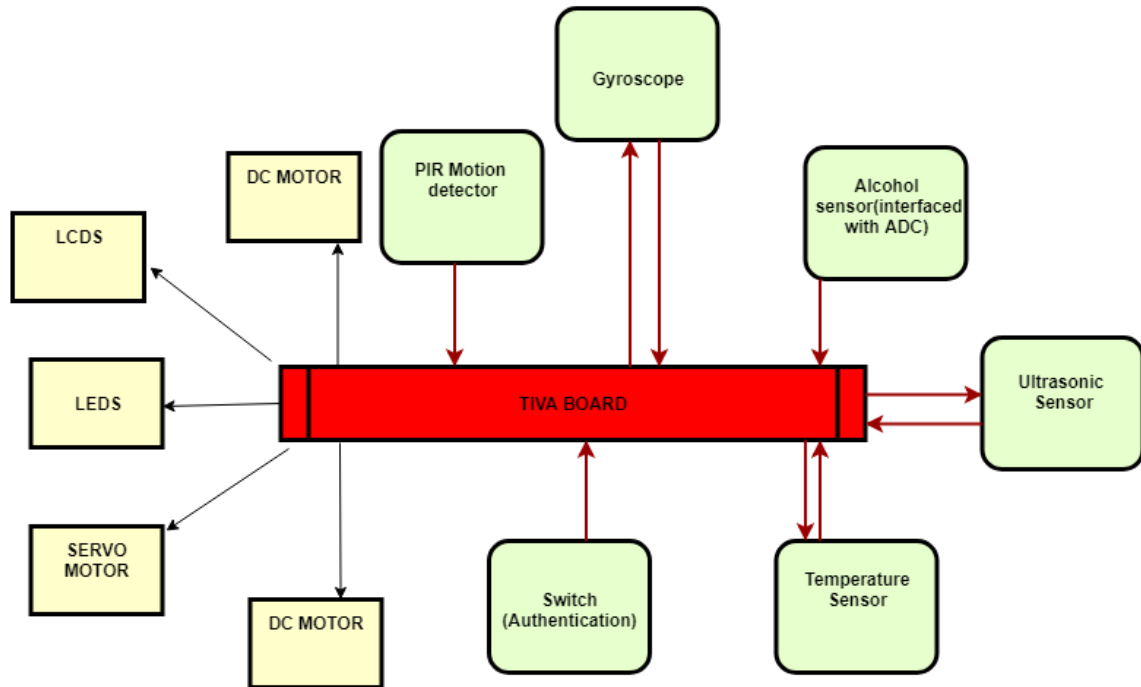 Gyroscope
PIR Motion
detector
DC MOTOR
Alcohol
sensor(interfaced
with ADC)
LCDS
Ultrasonic
Sensor
LEDS
TIVA BOARD
SERVO
MOTOR
Switch
(Authentication)
Temperature
Sensor
DC MOTOR